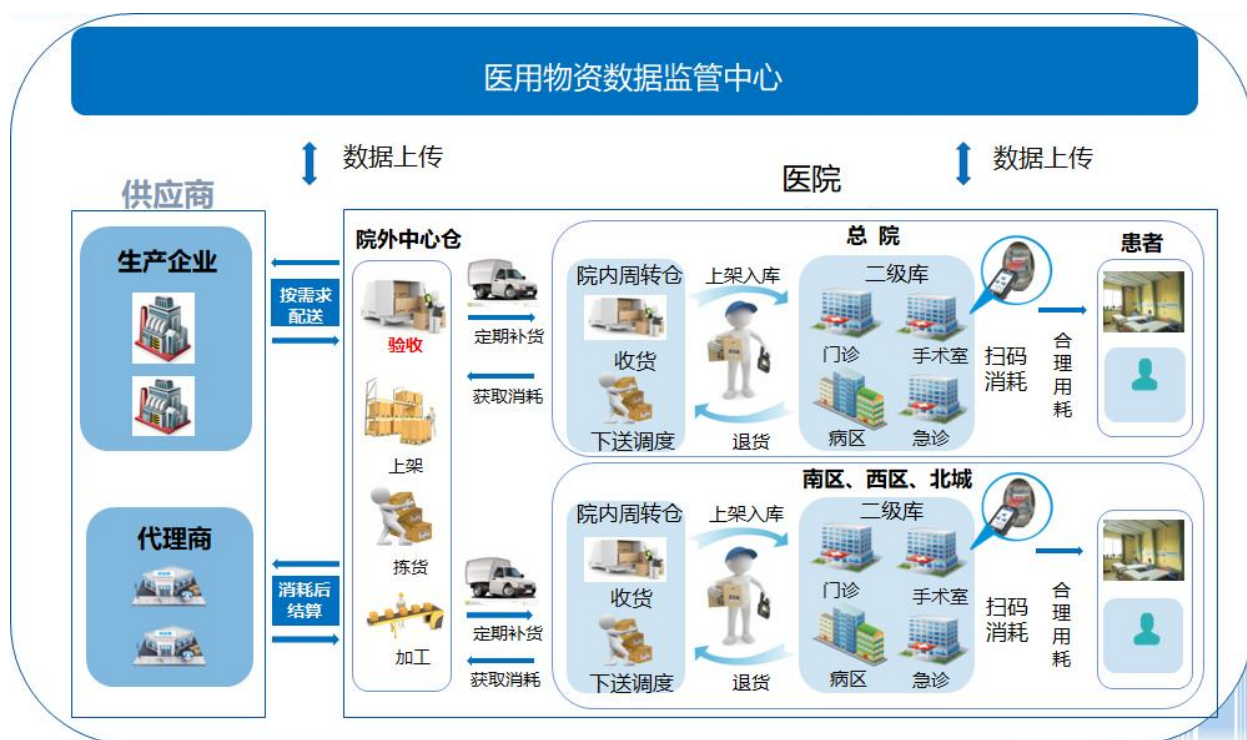 医用物资数据监管中心
数据上传
数据上传
供应商
医院
生产企业
按需求
配送
代理商
消耗后
结算
院外中心仓
验收
上架
拣货
加工
定期补货
获取消耗
定期补货
获取消耗
总 院
院内周转仓
收货
下送调度
上架入库
退货
二级库
门诊
手术室
病区
急诊
扫码
消耗
合
理
用
耗
患者
南区、西区、北城
院内周转仓
收货
下送调度
上架入库
退货
二级库
门诊
手术室
病区
急诊
扫码
消耗
合
理
用
耗